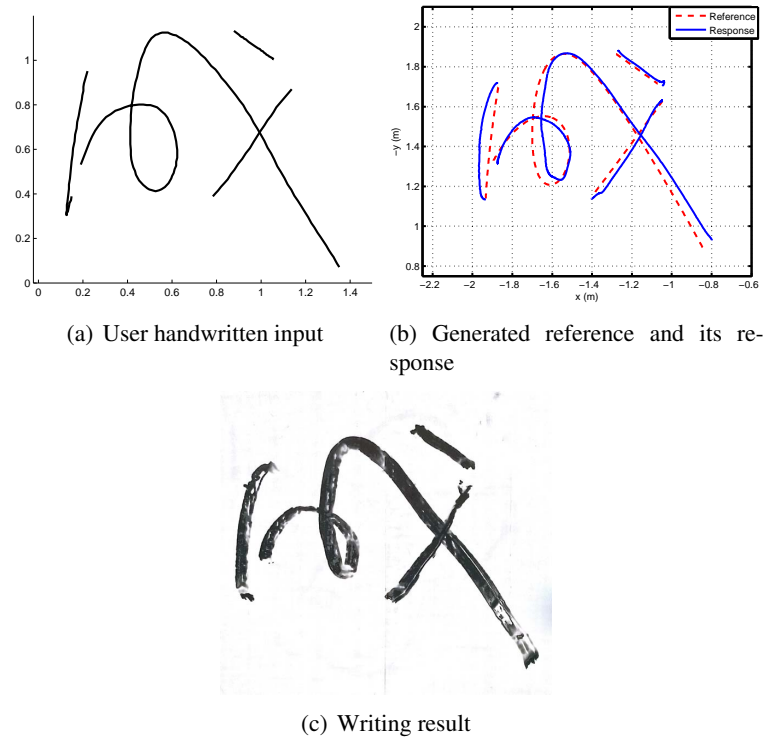 0 0.2 0.4 0.6 0.8 1 1.2 1.4
0
0.2
0.4
0.6
0.8
1
(a) User handwritten input
Reference
Response
2
1.8
1.6
1.4
1.2
1
0.8
−y (m)
−2.2 −2 −1.8 −1.6 −1.4 −1.2 −1 −0.8 −0.6
x (m)
(b) Generated reference and its re-
sponse
(c) Writing result